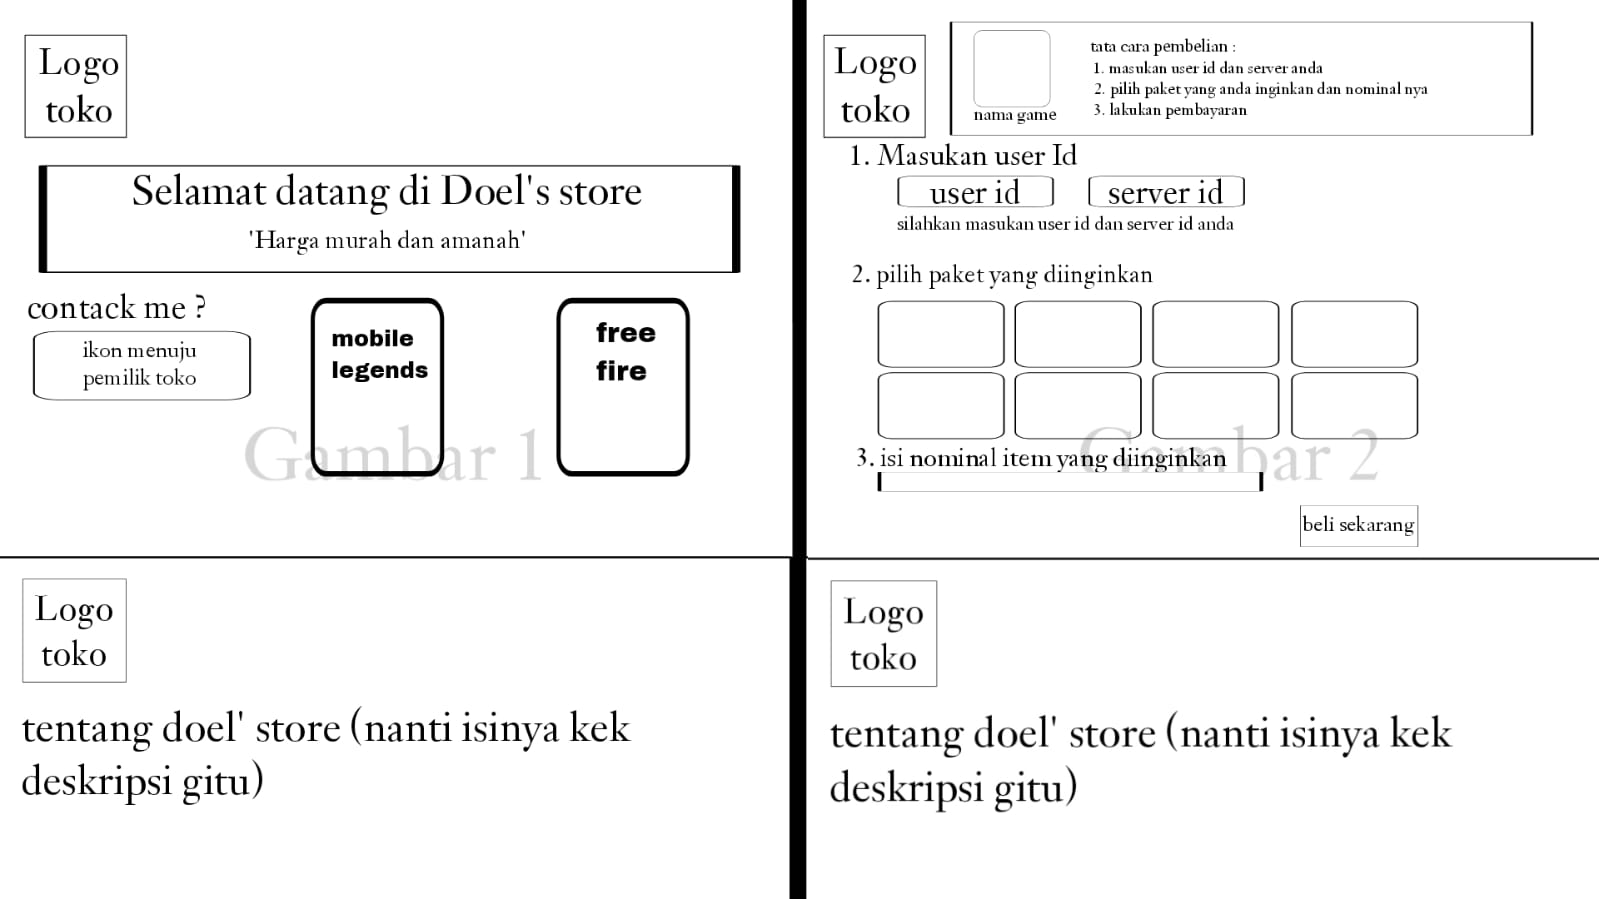 Logo
toko
Selamat datang di Doel's store
'Harga murah dan amanah'
contack me ?
ikon menuju
pemilik toko
mobile
legends
free
fire
Gambar 1
Logo
toko
nama game
tata cara pembelian :
1. masukan user id dan server anda
2. pilih paket yang anda inginkan dan nominal nya
3. lakukan pembayaran
1. Masukan user Id
user id
server id
silahkan masukan user id dan server id anda
2. pilih paket yang diinginkan
3. isi nominal item yang diinginkan
Gambar 2
beli sekarang
Logo
toko
tentang doel' store (nanti isinya kek
deskripsi gitu)
Logo
toko
tentang doel' store (nanti isinya kek
deskripsi gitu)